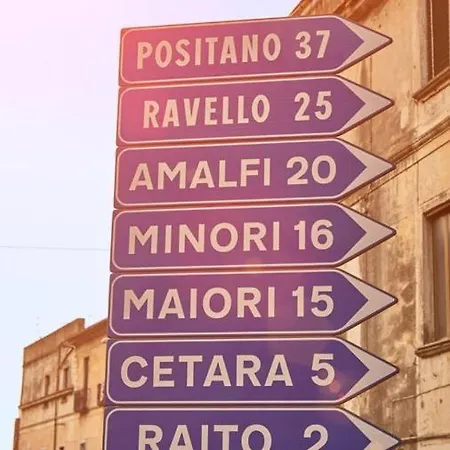 POSITANO 37
RAVELLO 25
AMALFI 20
MINORI 16
MAIORI 15
CETARA 5
RAITO 2